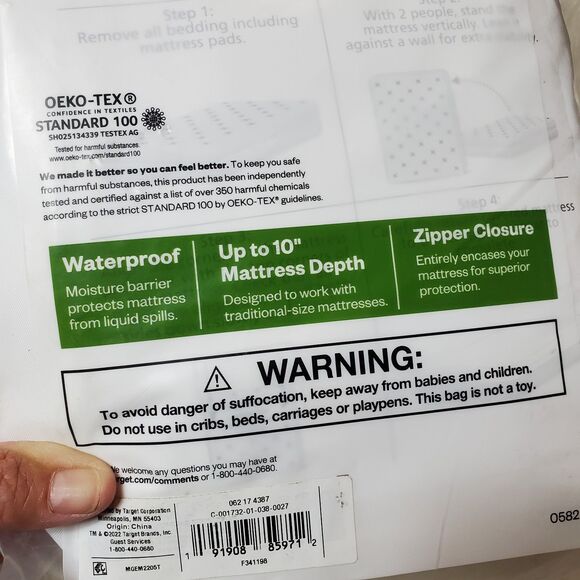 Step 1:
Remove all bedding including
mattress pads.
Step 2:
With 2 people, stand the
mattress vertically. Lean it
against a wall for extra
OEKO-TEX®
CONFIDENCE IN TEXTILES
STANDARD 100
SH025134339 TESTEX AG
Tested for harmful substances.
www.oeko-tex.com/standard100
We made it better so you can feel better. To keep you safe
from harmful substances, this product has been independently
tested and certified against a list of over 350 harmful chemicals
according to the strict STANDARD 100 by OEKO-TEX® guidelines.
Step 4:
Waterproof
Moisture barrier
protects mattress
from liquid spills.
Up to 10"
Mattress Depth
Designed to work with
traditional-size mattresses.
Zipper Closure
Entirely encases your
mattress for superior
protection.
WARNING:
To avoid danger of suffocation, keep away from babies and children.
Do not use in cribs, beds, carriages or playpens. This bag is not a toy.
We welcome any questions you may have at
target.com/comments or 1-800-440-0680.
by Target Corporation
Minneapolis, MN 55403
Origin: China
TM & ©2022 Target Brands, Inc.
Guest Services
1-800-440-0680
MGEM2205T
062 17 4387
C-001732-01-038-0027
1 91908 85971 2
F341198
0582